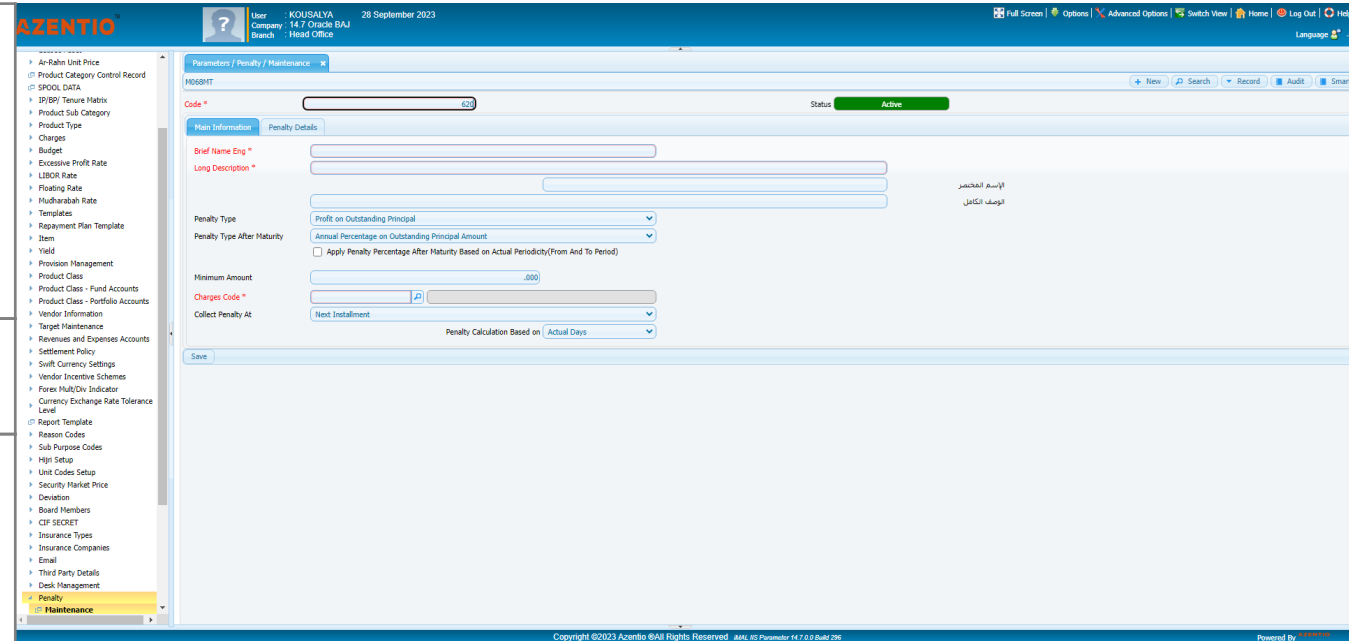 AZENTIO
User : KOUSALYA 28 September 2023
Company : 147 Oracle BAJ
Branch : Head Office
Full Screen | Options | Advanced Options | Switch View | Home | Log Out | Help
Language
Ar-Rahn Unit Price
Product Category Control Record
SPOOL DATA
IP/BP/ Tenure Matrix
Product Sub Category
Product Type
Charges
Budget
Excessive Profit Rate
LIBOR Rate
Floating Rate
Mudharabah Rate
Templates
Repayment Plan Template
Item
Yield
Provision Management
Product Class
Product Class - Fund Accounts
Product Class - Portfolio Accounts
Vendor Information
Target Maintenance
Revenues and Expenses Accounts
Settlement Policy
Swift Currency Settings
Vendor Incentive Schemes
Forex Mult/Div Indicator
Currency Exchange Rate Tolerance
Level
Report Template
Reason Codes
Sub Purpose Codes
Hijri Setup
Unit Codes Setup
Security Market Price
Deviation
Board Members
CIF SECRET
Insurance Types
Insurance Companies
Email
Third Party Details
Desk Management
Penalty
Maintenance
Parameters / Penalty / Maintenance x
M068MT
+ New Search Record Audit Smar
Code * 620 Status Active
Main Information Penalty Details
Brief Name Eng *
Long Description *
الإسم المختصر
الوصف الكامل
Penalty Type Profit on Outstanding Principal
Penalty Type After Maturity Annual Percentage on Outstanding Principal Amount
Apply Penalty Percentage After Maturity Based on Actual Periodicity(From And To Period)
Minimum Amount .000
Charges Code *
Collect Penalty At Next Installment
Penalty Calculation Based on Actual Days
Save
Copyright ©2023 Azentio ®All Rights Reserved iMAL IIS Parameter 14.7.0.0 Build 296
Powered By AZENTIO